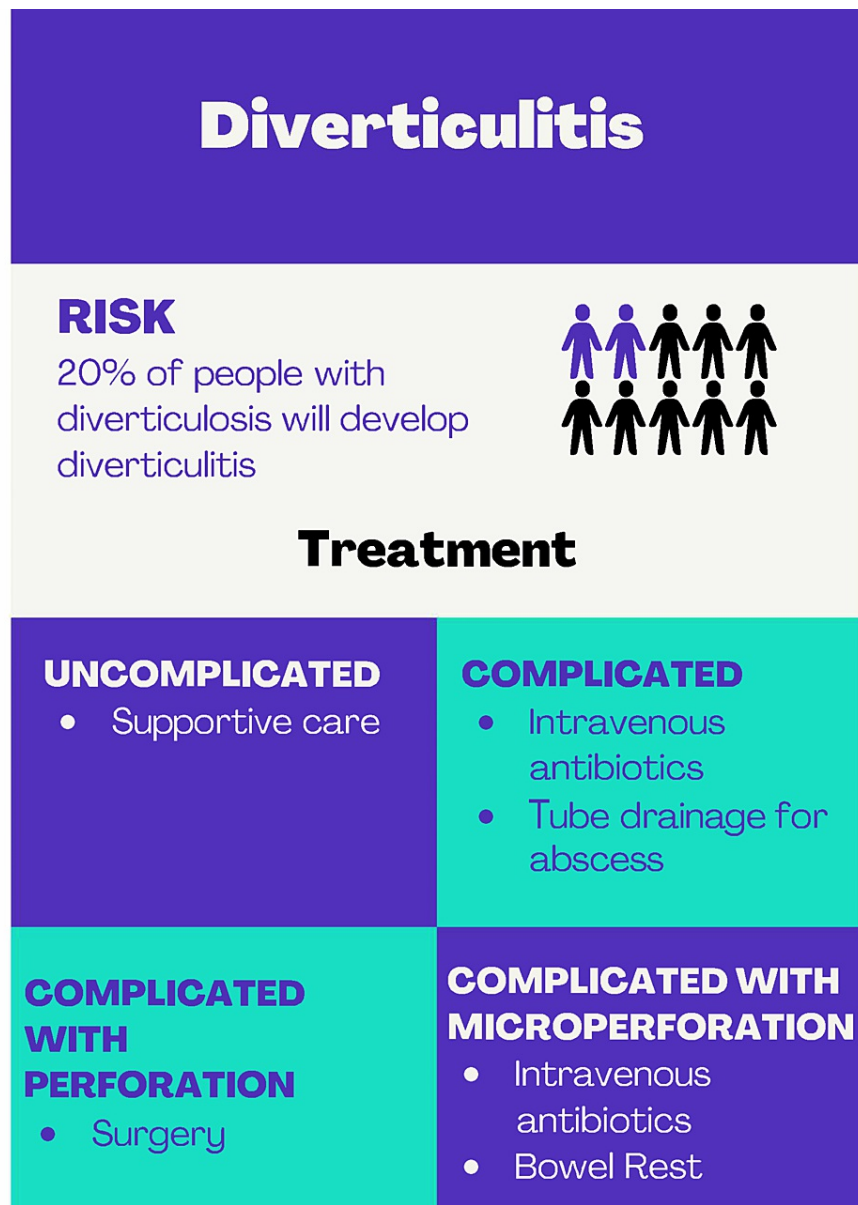 Diverticulitis
RISK
20% of people with
diverticulosis will develop
diverticulitis
Treatment
UNCOMPLICATED
• Supportive care
COMPLICATED
• Intravenous
antibiotics
• Tube drainage for
abscess
COMPLICATED
WITH
PERFORATION
• Surgery
COMPLICATED WITH
MICROPERFORATION
• Intravenous
antibiotics
• Bowel Rest